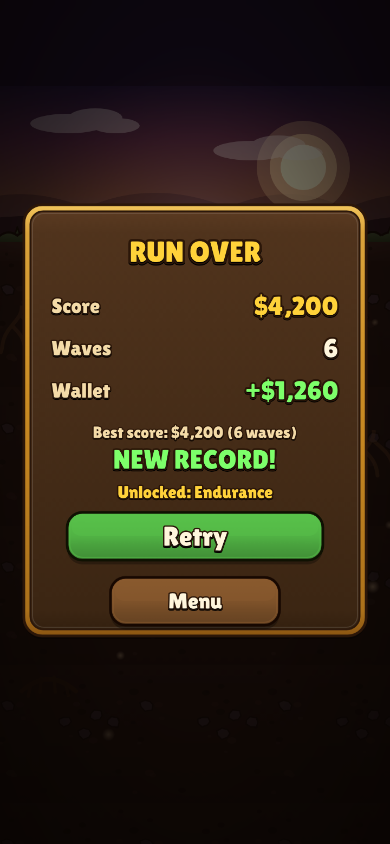 RUN OVER
Score $4,200
Waves 6
Wallet +$1,260
Best score: $4,200 (6 waves)
NEW RECORD!
Unlocked: Endurance
Retry
Menu